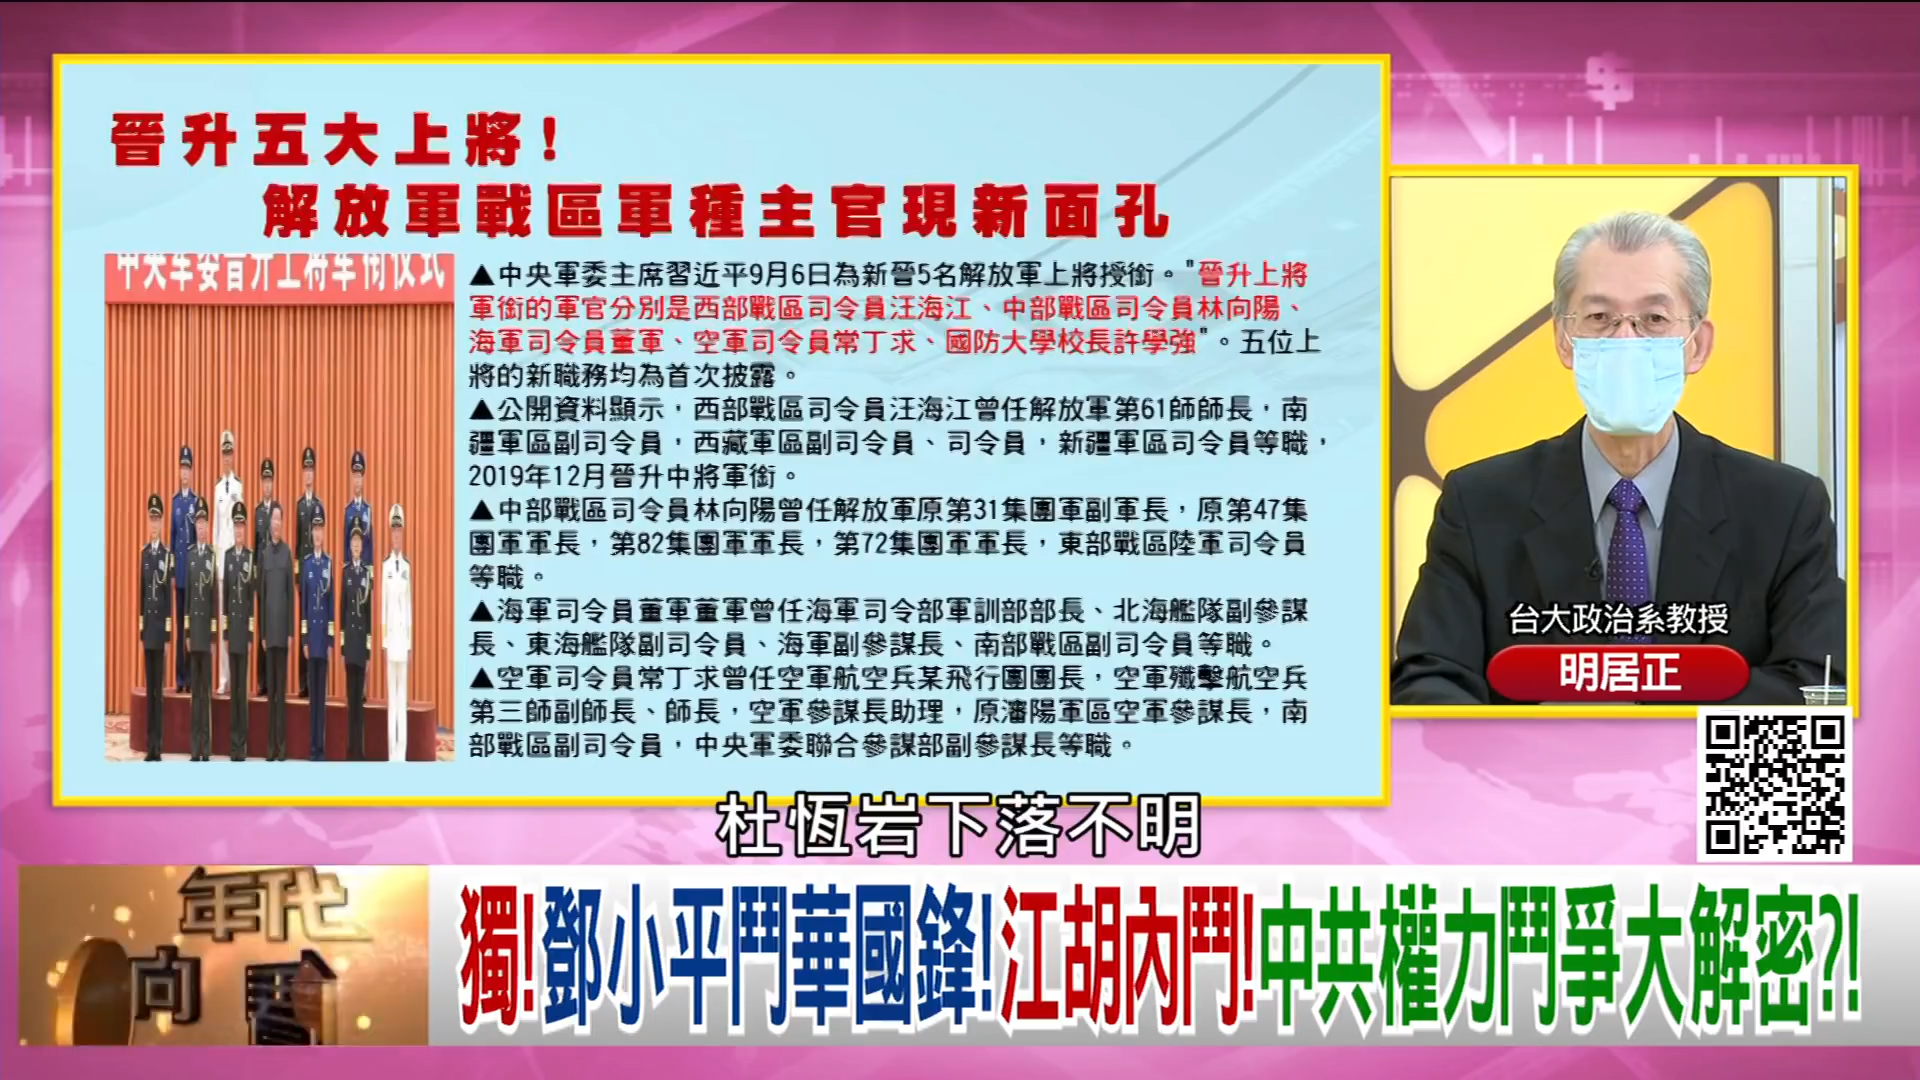 晉升五大上將!
解放軍戰區軍種主官現新面孔
中央军委晋升上将军衔仪式
▲中央軍委主席習近平9月6日為新晉5名解放軍上將授銜。"晉升上將
軍銜的軍官分別是西部戰區司令員汪海江、中部戰區司令員林向陽、
海軍司令員董軍、空軍司令員常丁求、國防大學校長許學強"。五位上
將的新職務均為首次披露。
▲公開資料顯示，西部戰區司令員汪海江曾任解放軍第61師師長，南
疆軍區副司令員，西藏軍區副司令員、司令員，新疆軍區司令員等職，
2019年12月晉升中將軍銜。
▲中部戰區司令員林向陽曾任解放軍原第31集團軍副軍長，原第47集
團軍軍長，第82集團軍軍長，第72集團軍軍長，東部戰區陸軍司令員
等職。
▲海軍司令員董軍董軍曾任海軍司令部軍訓部部長、北海艦隊副參謀
長、東海艦隊副司令員、海軍副參謀長、南部戰區副司令員等職。
▲空軍司令員常丁求曾任空軍航空兵某飛行團團長，空軍殲擊航空兵
第三師副師長、師長，空軍參謀長助理，原瀋陽軍區空軍參謀長，南
部戰區副司令員，中央軍委聯合參謀部副參謀長等職。
台大政治系教授
明居正
杜恆岩下落不明
年代
向錢看
獨!鄧小平鬥華國鋒!江胡內鬥!中共權力鬥爭大解密?!